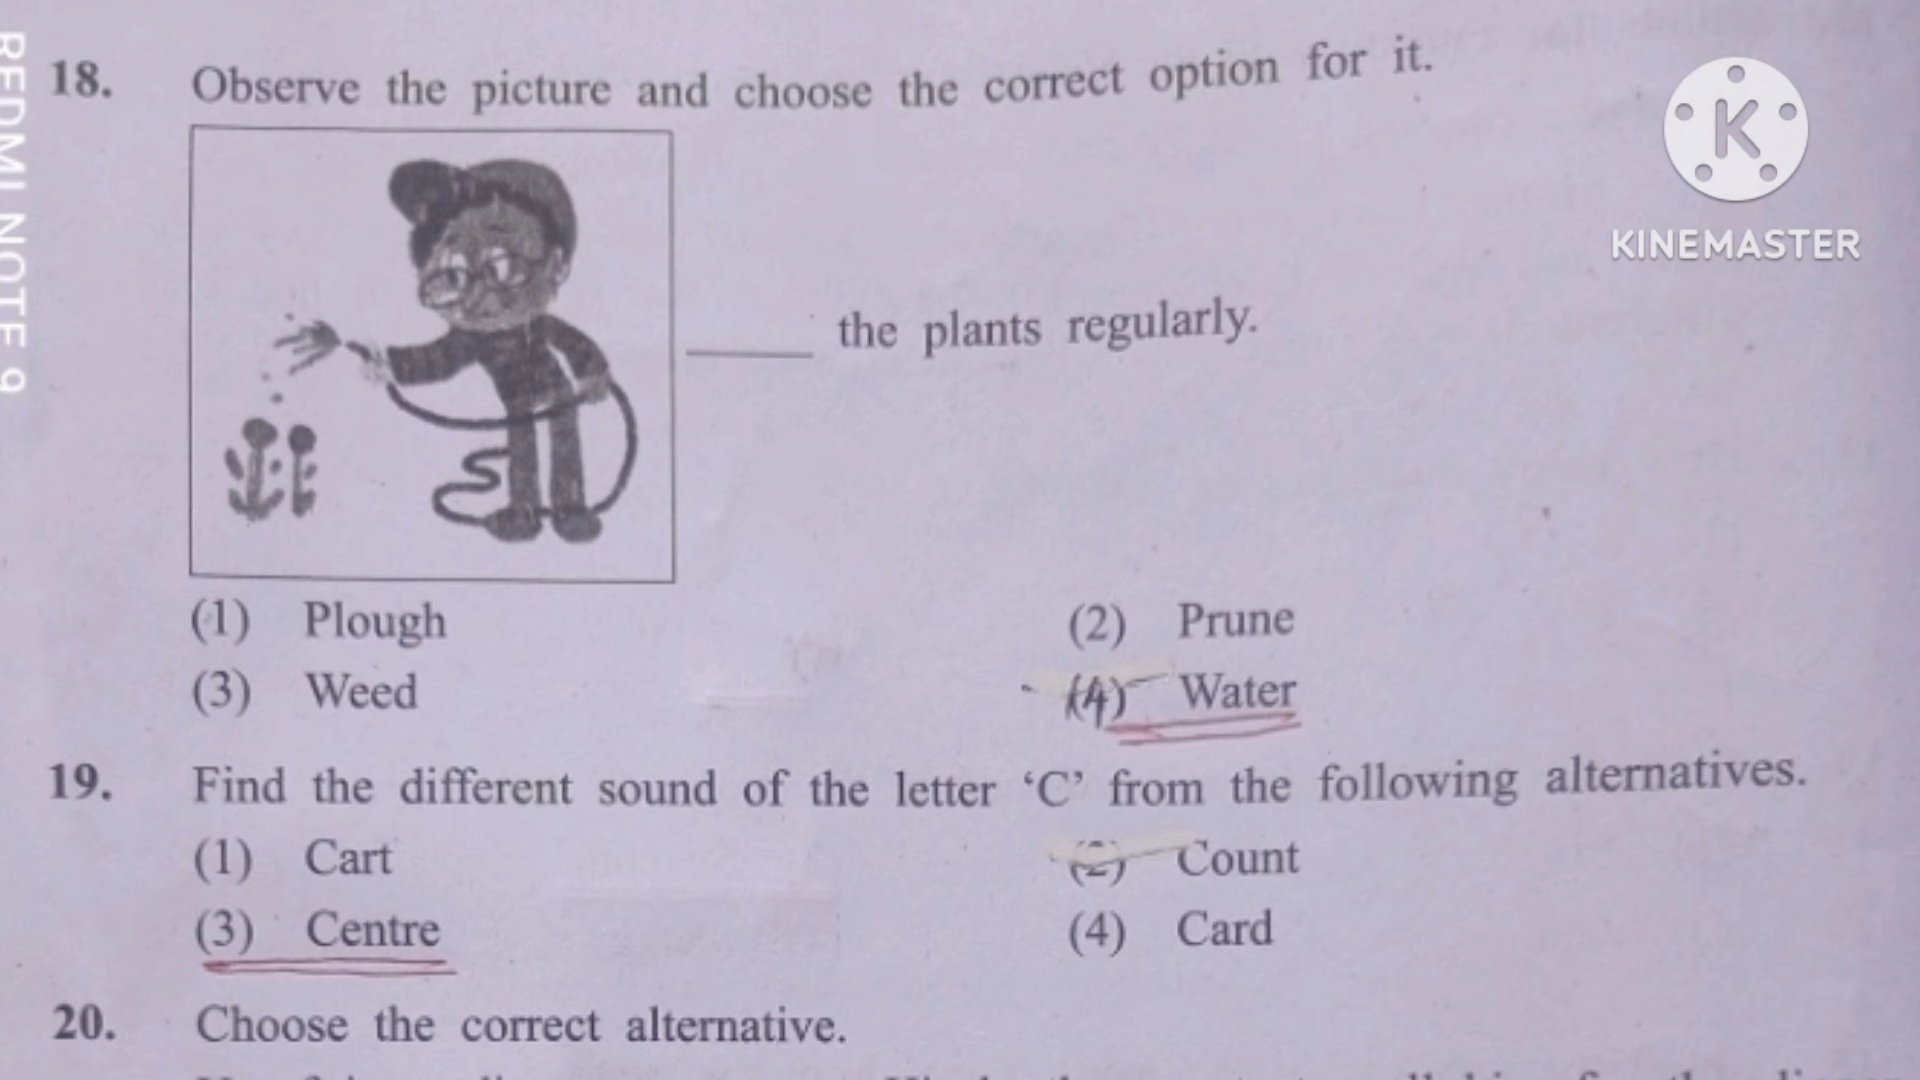 REDMI NOTE 9
KINEMASTER
18. Observe the picture and choose the correct option for it.
____ the plants regularly.
(1) Plough (2) Prune
(3) Weed (4) Water
19. Find the different sound of the letter ‘C’ from the following alternatives.
(1) Cart (2) Count
(3) Centre (4) Card
20. Choose the correct alternative.